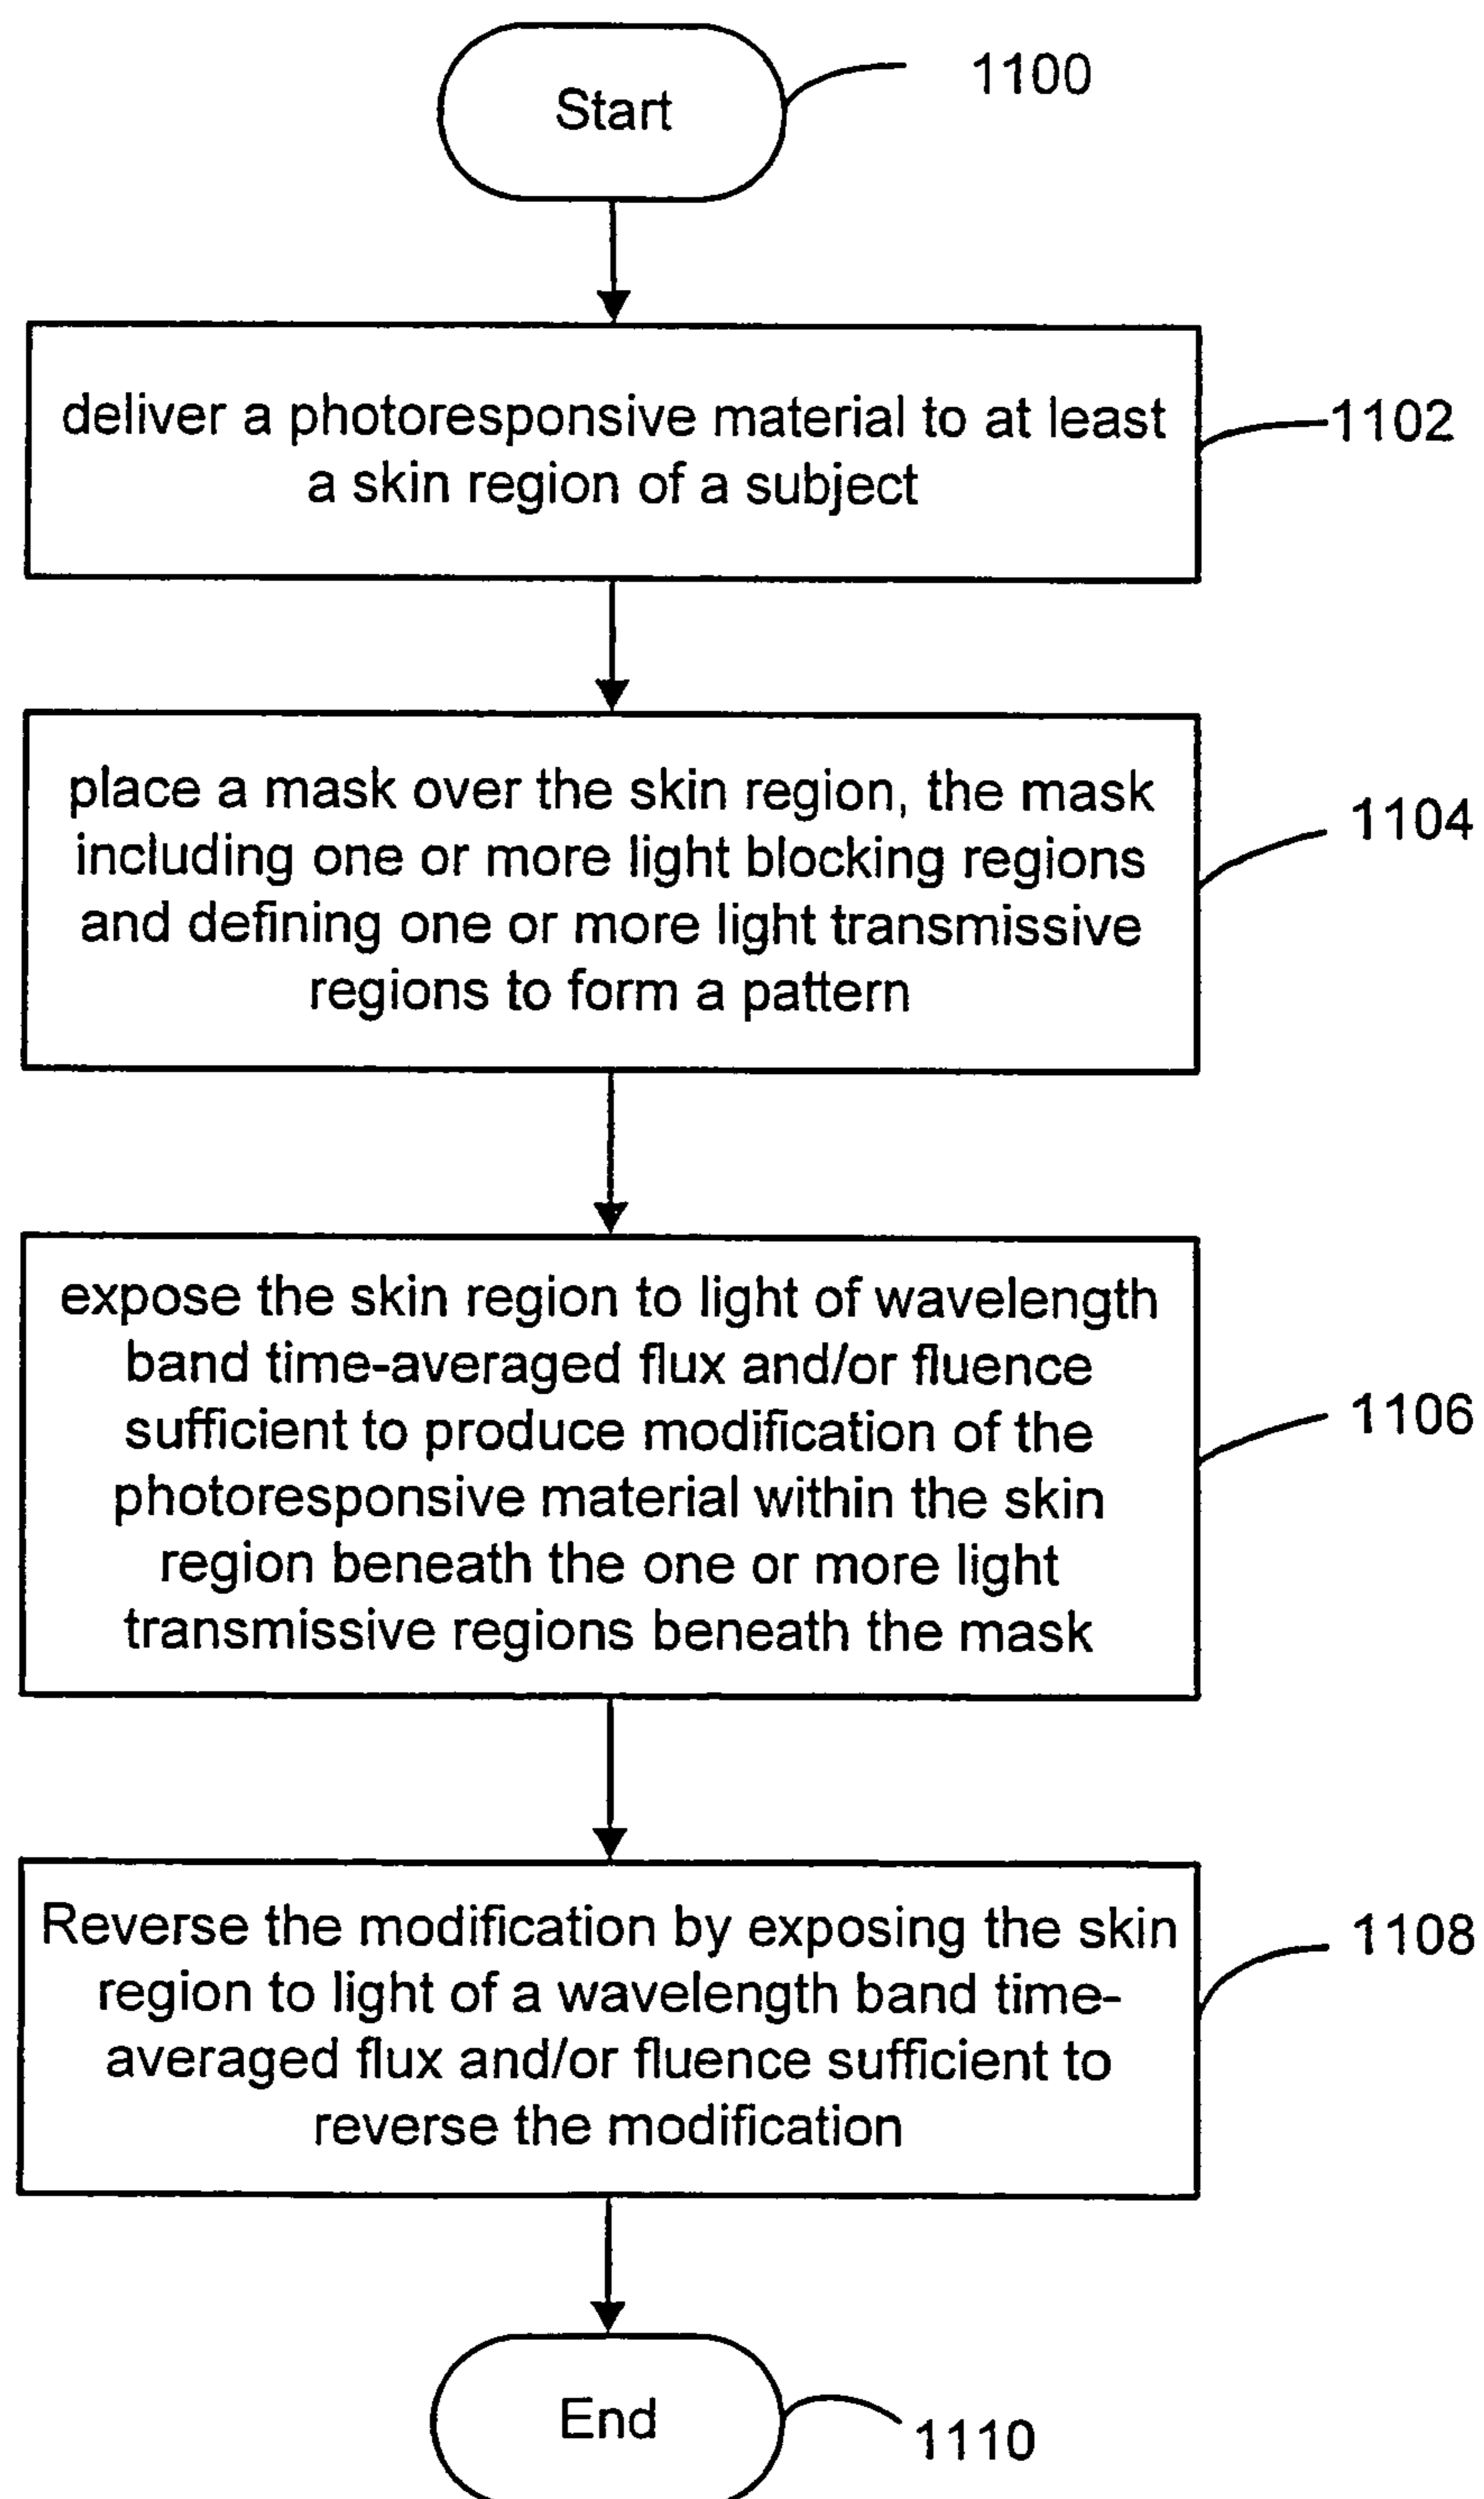 Start
1100
deliver a photoresponsive material to at least
a skin region of a subject
1102
place a mask over the skin region, the mask
including one or more light blocking regions
and defining one or more light transmissive
regions to form a pattern
1104
expose the skin region to light of wavelength
band time-averaged flux and/or fluence
sufficient to produce modification of the
photoresponsive material within the skin
region beneath the one or more light
transmissive regions beneath the mask
1106
Reverse the modification by exposing the skin
region to light of a wavelength band time-
averaged flux and/or fluence sufficient to
reverse the modification
1108
End
1110